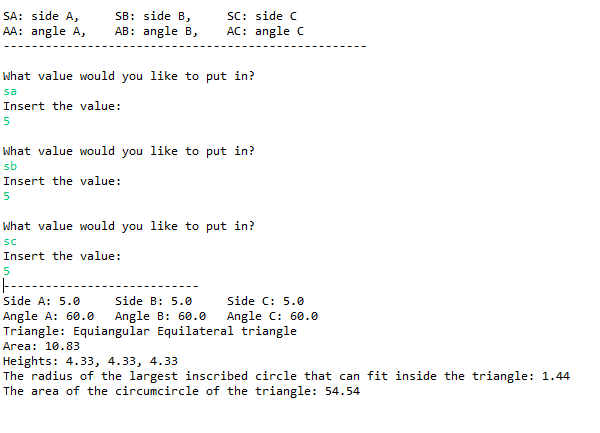 SA: side A,     SB: side B,     SC: side C
AA: angle A,    AB: angle B,    AC: angle C
----------------------------------------------------
What value would you like to put in?
sa
Insert the value:
5
What value would you like to put in?
sb
Insert the value:
5
What value would you like to put in?
sc
Insert the value:
5
----------------------------
Side A: 5.0     Side B: 5.0     Side C: 5.0
Angle A: 60.0   Angle B: 60.0   Angle C: 60.0
Triangle: Equiangular Equilateral triangle
Area: 10.83
Heights: 4.33, 4.33, 4.33
The radius of the largest inscribed circle that can fit inside the triangle: 1.44
The area of the circumcircle of the triangle: 54.54